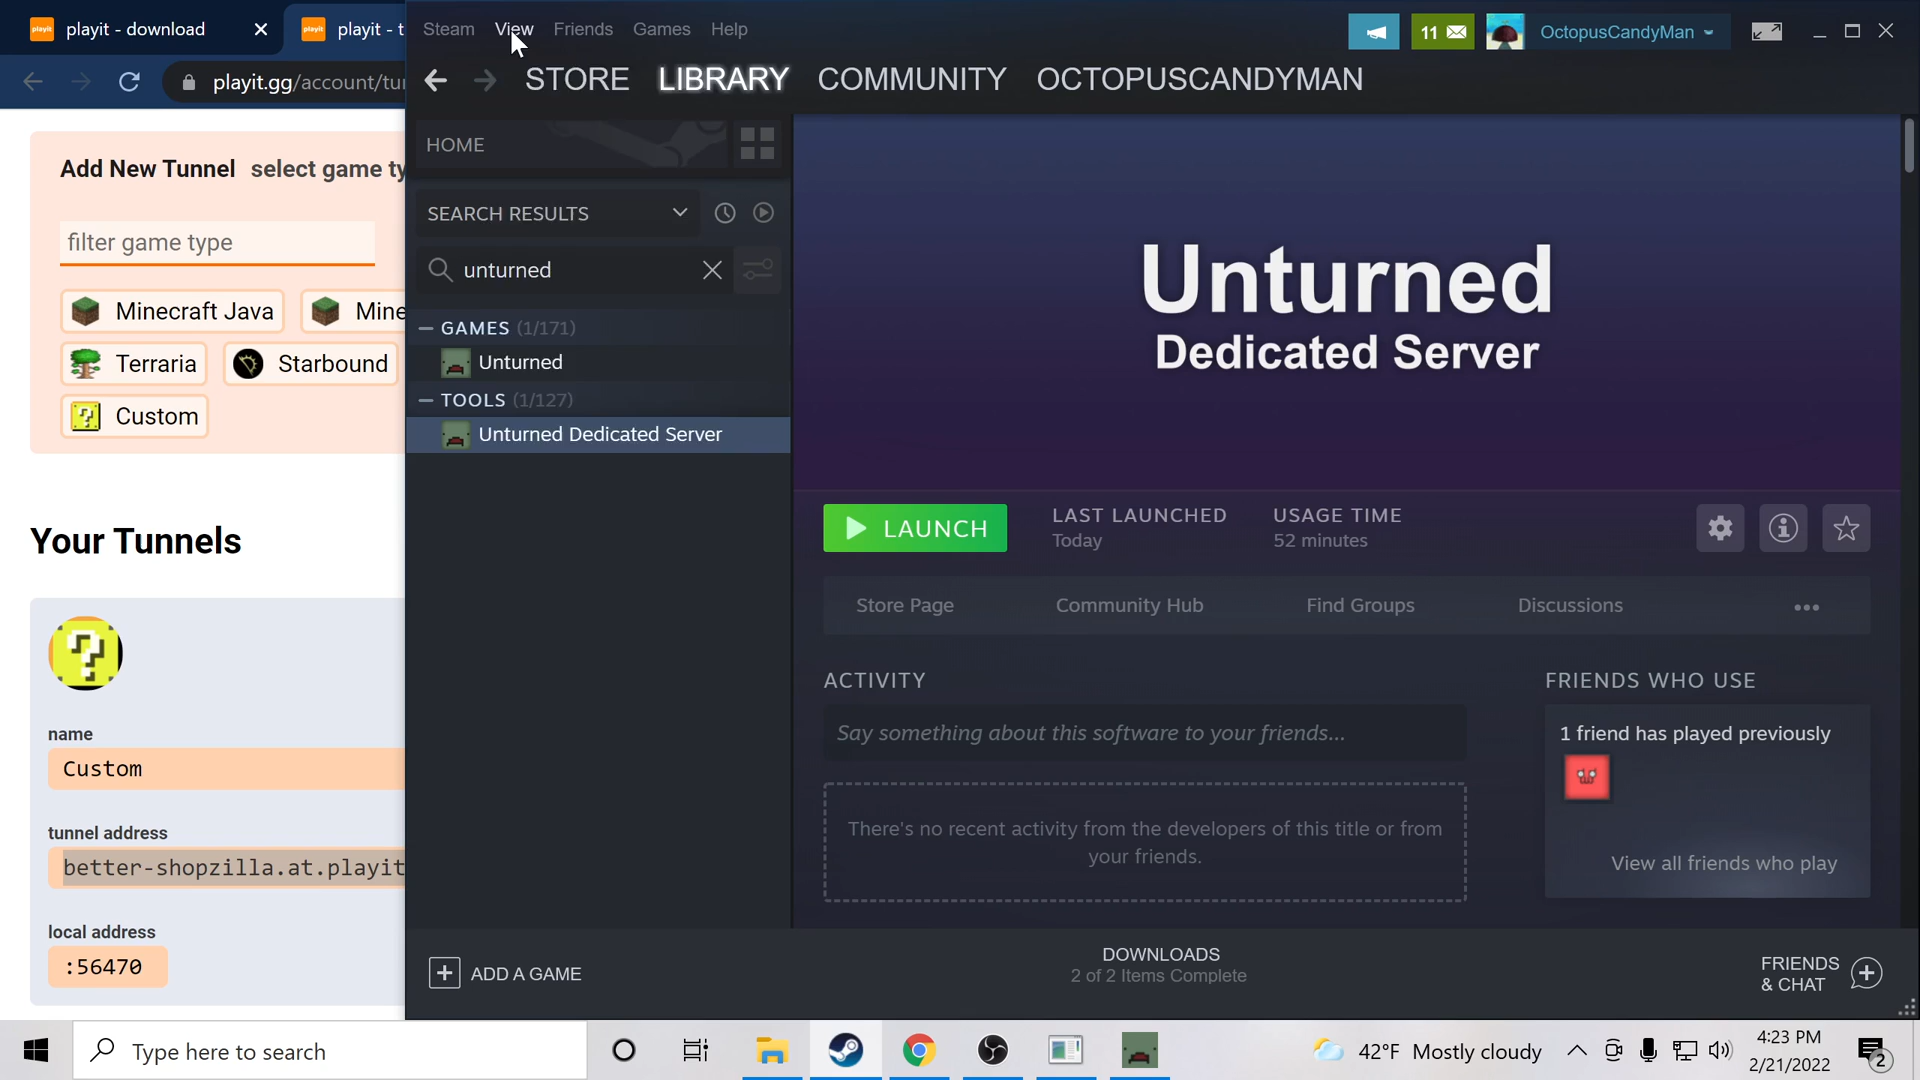 playit - download
playit - t
Steam View Friends Games Help
11
OctopusCandyMan
playit.gg/account/tu
STORE LIBRARY COMMUNITY OCTOPUSCANDYMAN
Add New Tunnel select game ty
filter game type
Minecraft Java
Mine
Terraria
Starbound
Custom
Your Tunnels
name
Custom
tunnel address
better-shopzilla.at.playit
local address
:56470
HOME
SEARCH RESULTS
unturned
GAMES (1/171)
Unturned
TOOLS (1/127)
Unturned Dedicated Server
Unturned
Dedicated Server
LAUNCH
LAST LAUNCHED
Today
USAGE TIME
52 minutes
Store Page
Community Hub
Find Groups
Discussions
ACTIVITY
Say something about this software to your friends...
There's no recent activity from the developers of this title or from
your friends.
FRIENDS WHO USE
1 friend has played previously
View all friends who play
ADD A GAME
DOWNLOADS
2 of 2 Items Complete
FRIENDS
& CHAT
Type here to search
42°F Mostly cloudy
4:23 PM
2/21/2022
2